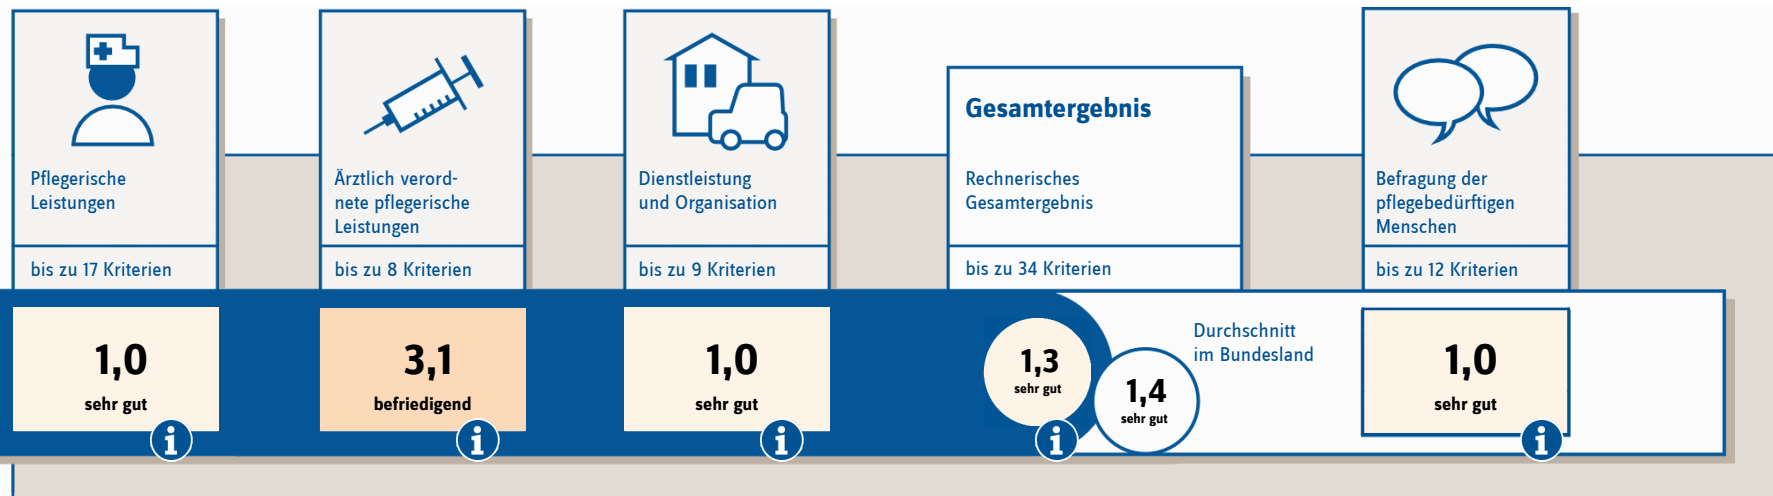 Pflegerische
Leistungen
bis zu 17 Kriterien
1,0
sehr gut
i
Ärztlich verord-
nete pflegerische
Leistungen
bis zu 8 Kriterien
3,1
befriedigend
i
Dienstleistung
und Organisation
bis zu 9 Kriterien
1,0
sehr gut
i
Gesamtergebnis
Rechnerisches
Gesamtergebnis
bis zu 34 Kriterien
1,3
sehr gut
i
Durchschnitt
im Bundesland
1,4
sehr gut
Befragung der
pflegebedürftigen
Menschen
bis zu 12 Kriterien
1,0
sehr gut
i